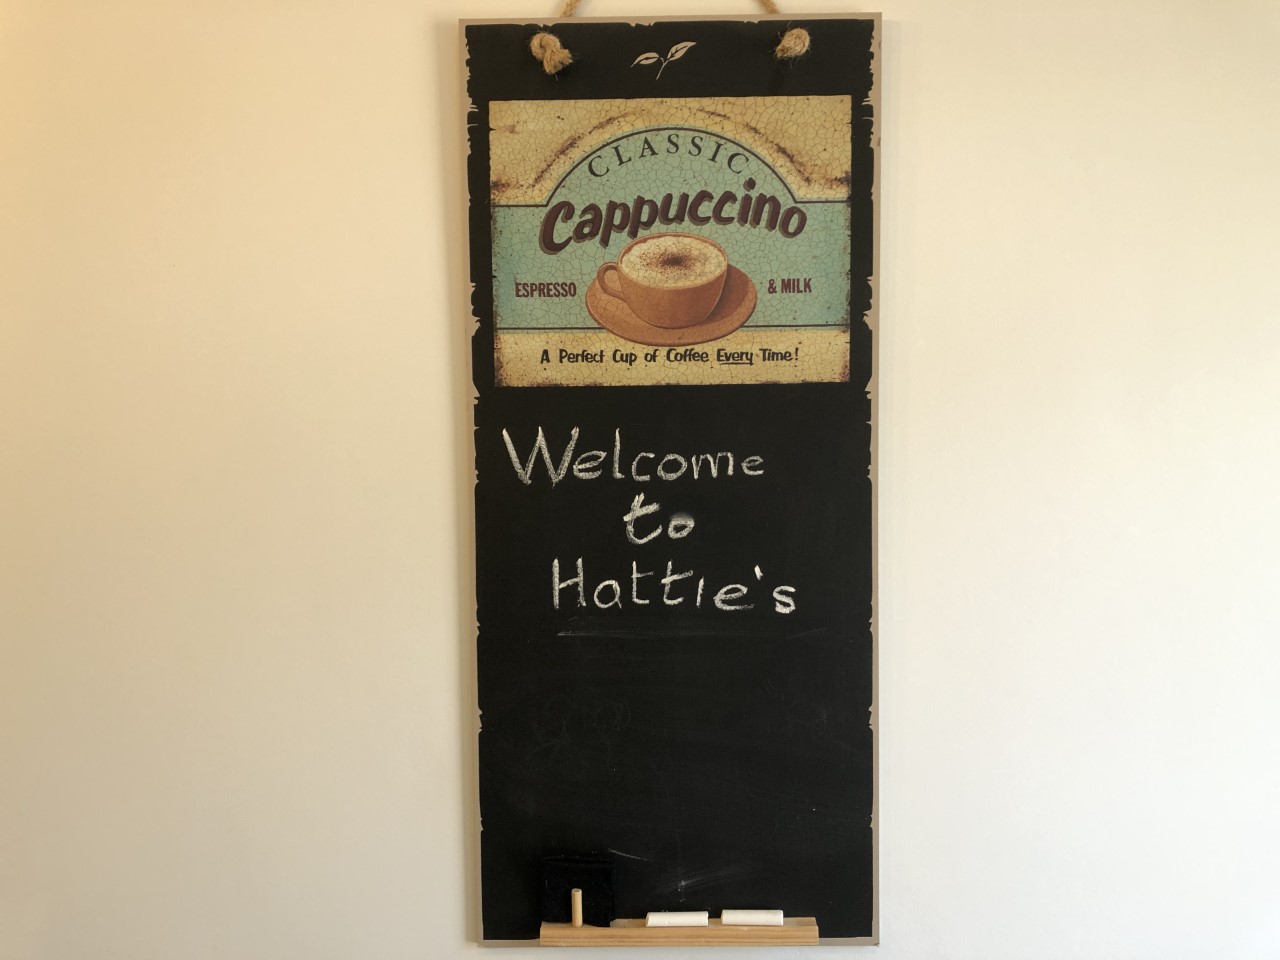 CLASSIC
Cappuccino
ESPRESSO & MILK
A Perfect Cup of Coffee Every Time!
Welcome
to
Hattie's